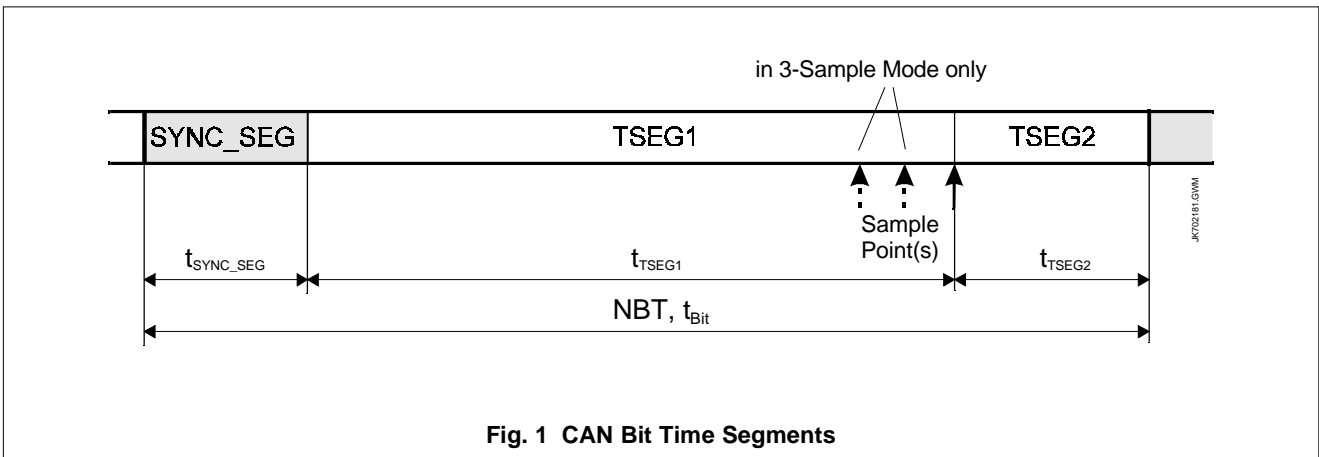 in 3-Sample Mode only
SYNC_SEG TSEG1 TSEG2
Sample
Point(s)
tSYNC_SEG tTSEG1 tTSEG2
NBT, tBit
JK702181.GWM
Fig. 1 CAN Bit Time Segments